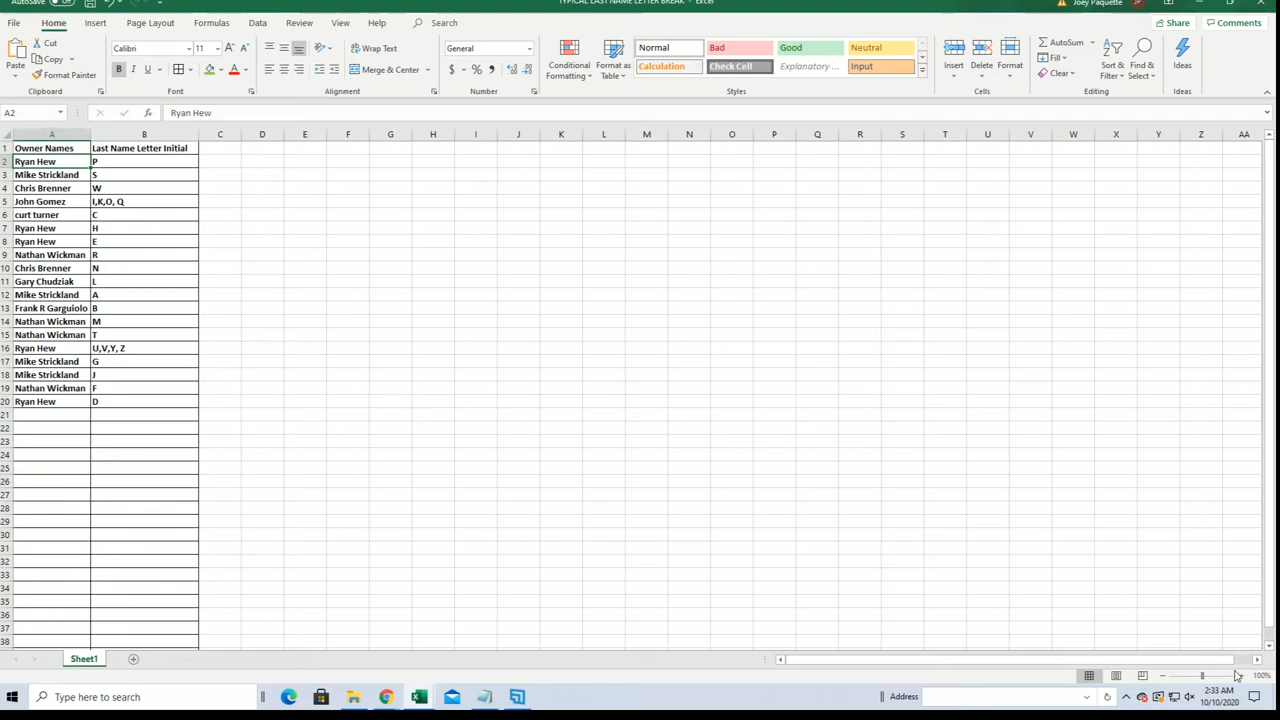 AutoSave TYPICAL LAST NAME LETTER BREAK - Excel Joey Paquette JP
File Home Insert Page Layout Formulas Data Review View Help Search Share Comments
Paste Cut Copy Format Painter Clipboard
Calibri 11 Font
Wrap Text Merge & Center Alignment
General Number
Conditional Formatting Format as Table
Normal Bad Good Neutral
Calculation Check Cell Explanatory ... Input
Styles
Insert Delete Format Cells
AutoSum Fill Clear Sort & Filter Find & Select Editing
Ideas Ideas
A2 Ryan Hew
A B C D E F G H I J K L M N O P Q R S T U V W X Y Z AA
1 Owner Names Last Name Letter Initial
2 Ryan Hew P
3 Mike Strickland S
4 Chris Brenner W
5 John Gomez I,K,O, Q
6 curt turner C
7 Ryan Hew H
8 Ryan Hew E
9 Nathan Wickman R
10 Chris Brenner N
11 Gary Chudziak L
12 Mike Strickland A
13 Frank R Garguiolo B
14 Nathan Wickman M
15 Nathan Wickman T
16 Ryan Hew U,V,Y, Z
17 Mike Strickland G
18 Mike Strickland J
19 Nathan Wickman F
20 Ryan Hew D
21
22
23
24
25
26
27
28
29
30
31
32
33
34
35
36
37
38
Sheet1
100%
Type here to search Address 2:33 AM
10/10/2020